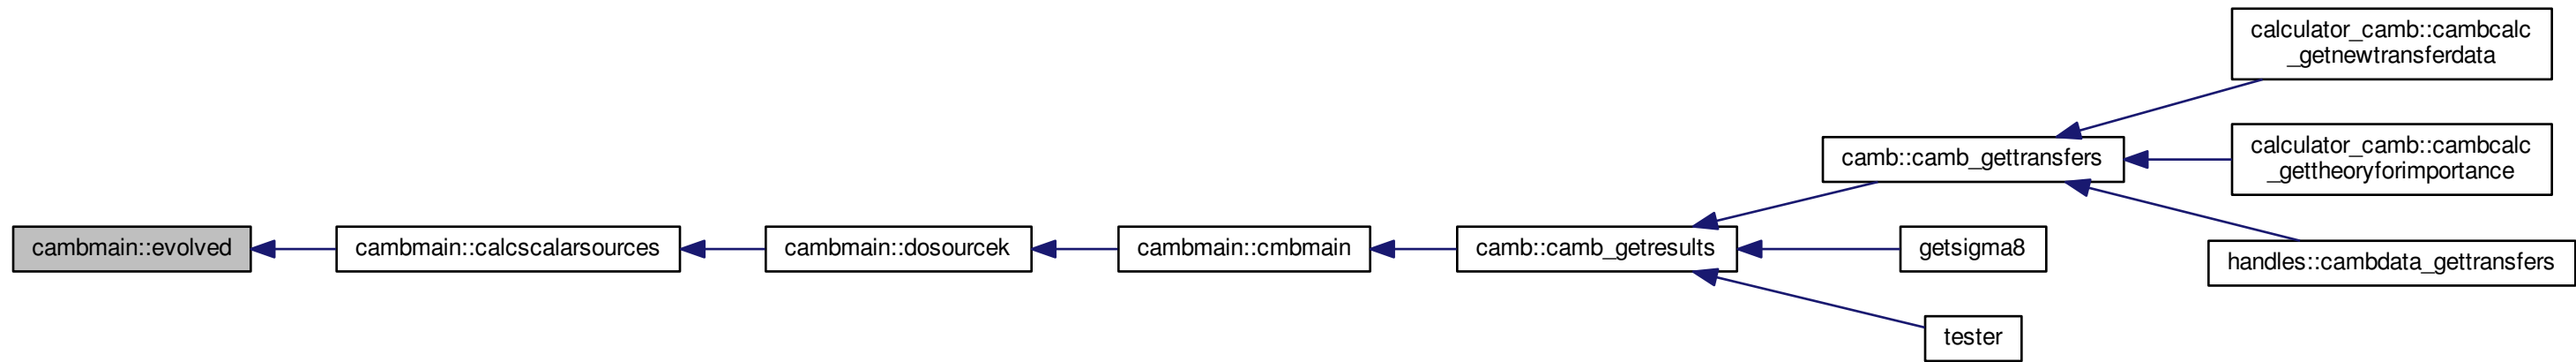 cambmain::evolved
cambmain::calcscalarsources
cambmain::dosourcek
cambmain::cmbmain
camb::camb_getresults
camb::camb_gettransfers
calculator_camb::cambcalc
_getnewtransferdata
calculator_camb::cambcalc
_gettheoryforimportance
handles::cambdata_gettransfers
getsigma8
tester